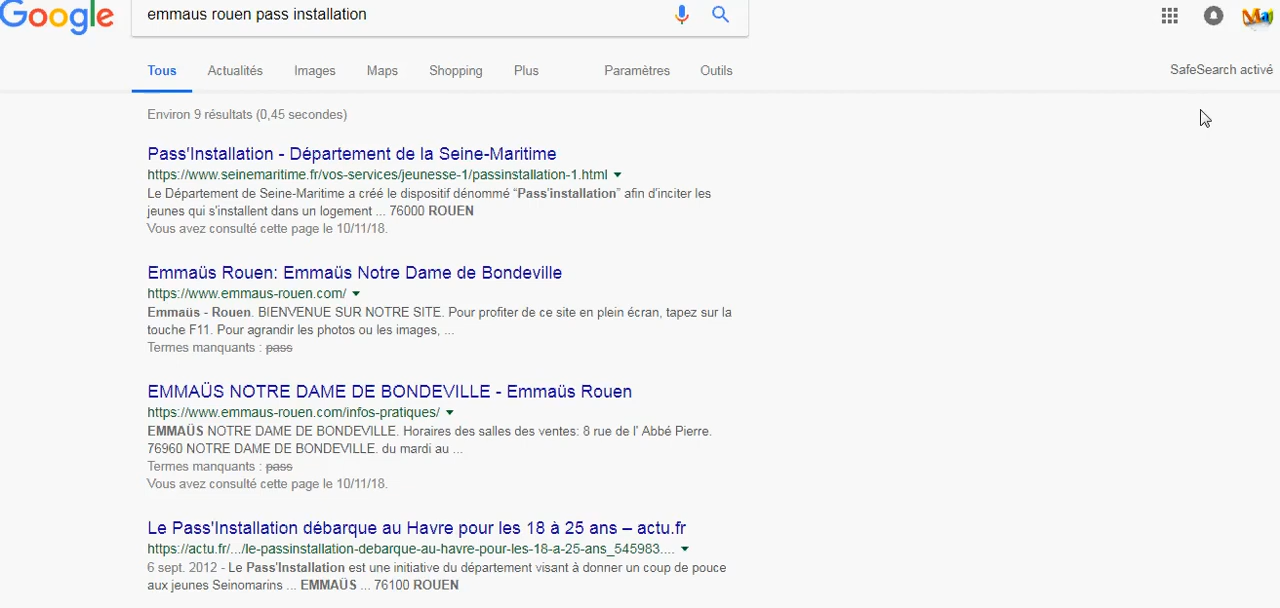 Google
emmaus rouen pass installation
Tous Actualités Images Maps Shopping Plus Paramètres Outils
SafeSearch activé
Environ 9 résultats (0,45 secondes)
Pass'Installation - Département de la Seine-Maritime
https://www.seinemaritime.fr/vos-services/jeunesse-1/passinstallation-1.html
Le Département de Seine-Maritime a créé le dispositif dénommé “Pass'installation” afin d'inciter les
jeunes qui s'installent dans un logement ... 76000 ROUEN
Vous avez consulté cette page le 10/11/18.
Emmaüs Rouen: Emmaüs Notre Dame de Bondeville
https://www.emmaus-rouen.com/
Emmaüs - Rouen. BIENVENUE SUR NOTRE SITE. Pour profiter de ce site en plein écran, tapez sur la
touche F11. Pour agrandir les photos ou les images, ...
Termes manquants : pass
EMMAÜS NOTRE DAME DE BONDEVILLE - Emmaüs Rouen
https://www.emmaus-rouen.com/infos-pratiques/
EMMAÜS NOTRE DAME DE BONDEVILLE. Horaires des salles des ventes: 8 rue de l' Abbé Pierre.
76960 NOTRE DAME DE BONDEVILLE. du mardi au ...
Termes manquants : pass
Vous avez consulté cette page le 10/11/18.
Le Pass'Installation débarque au Havre pour les 18 à 25 ans – actu.fr
https://actu.fr/.../le-passinstallation-debarque-au-havre-pour-les-18-a-25-ans_545983....
6 sept. 2012 - Le Pass'Installation est une initiative du département visant à donner un coup de pouce
aux jeunes Seinomarins ... EMMAÜS ... 76100 ROUEN